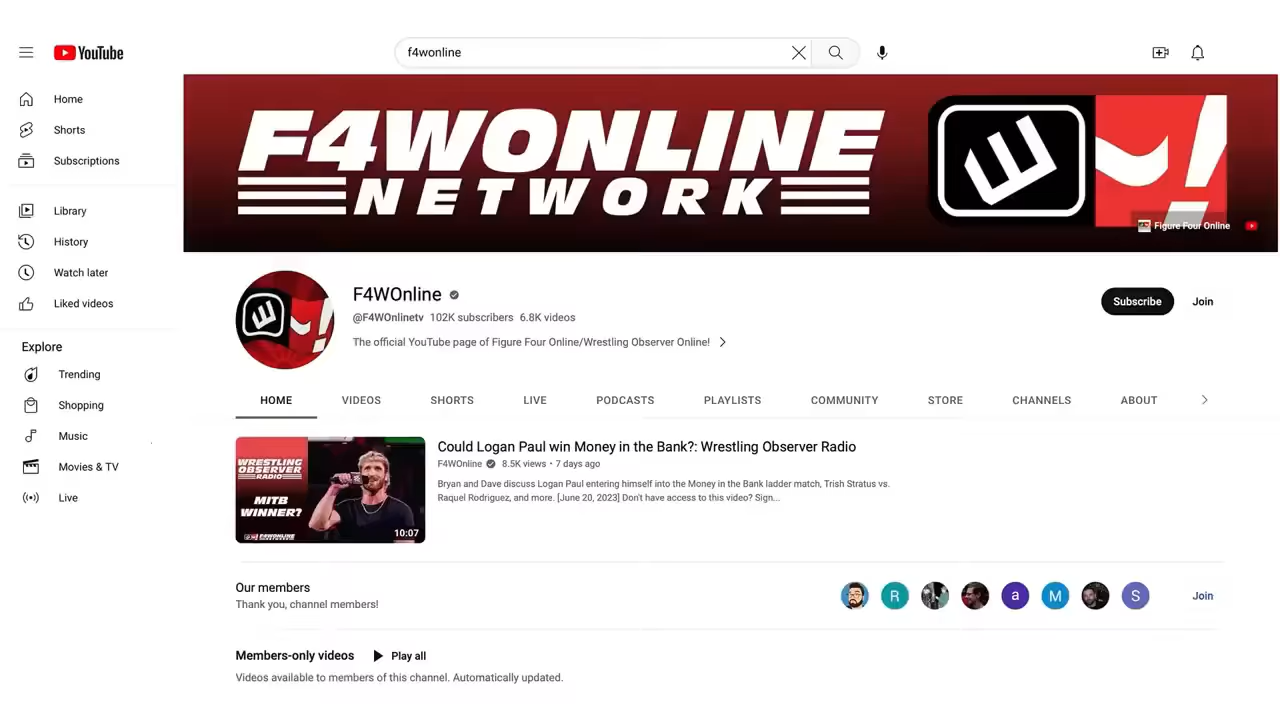 YouTube
f4wonline
Home
Shorts
Subscriptions
Library
History
Watch later
Liked videos
Explore
Trending
Shopping
Music
Movies & TV
Live
F4WONLINE
NETWORK
Figure Four Online
F4WOnline
@F4WOnlinetv 102K subscribers 6.8K videos
The official YouTube page of Figure Four Online/Wrestling Observer Online!
Subscribe
Join
HOME VIDEOS SHORTS LIVE PODCASTS PLAYLISTS COMMUNITY STORE CHANNELS ABOUT
WRESTLING
OBSERVER
RADIO
MITB
WINNER?
F4WONLINE
10:07
Could Logan Paul win Money in the Bank?: Wrestling Observer Radio
F4WOnline 8.5K views • 7 days ago
Bryan and Dave discuss Logan Paul entering himself into the Money in the Bank ladder match, Trish Stratus vs.
Raquel Rodriguez, and more. [June 20, 2023] Don't have access to this video? Sign...
Our members
Thank you, channel members!
R
a
M
S
Join
Members-only videos
Play all
Videos available to members of this channel. Automatically updated.